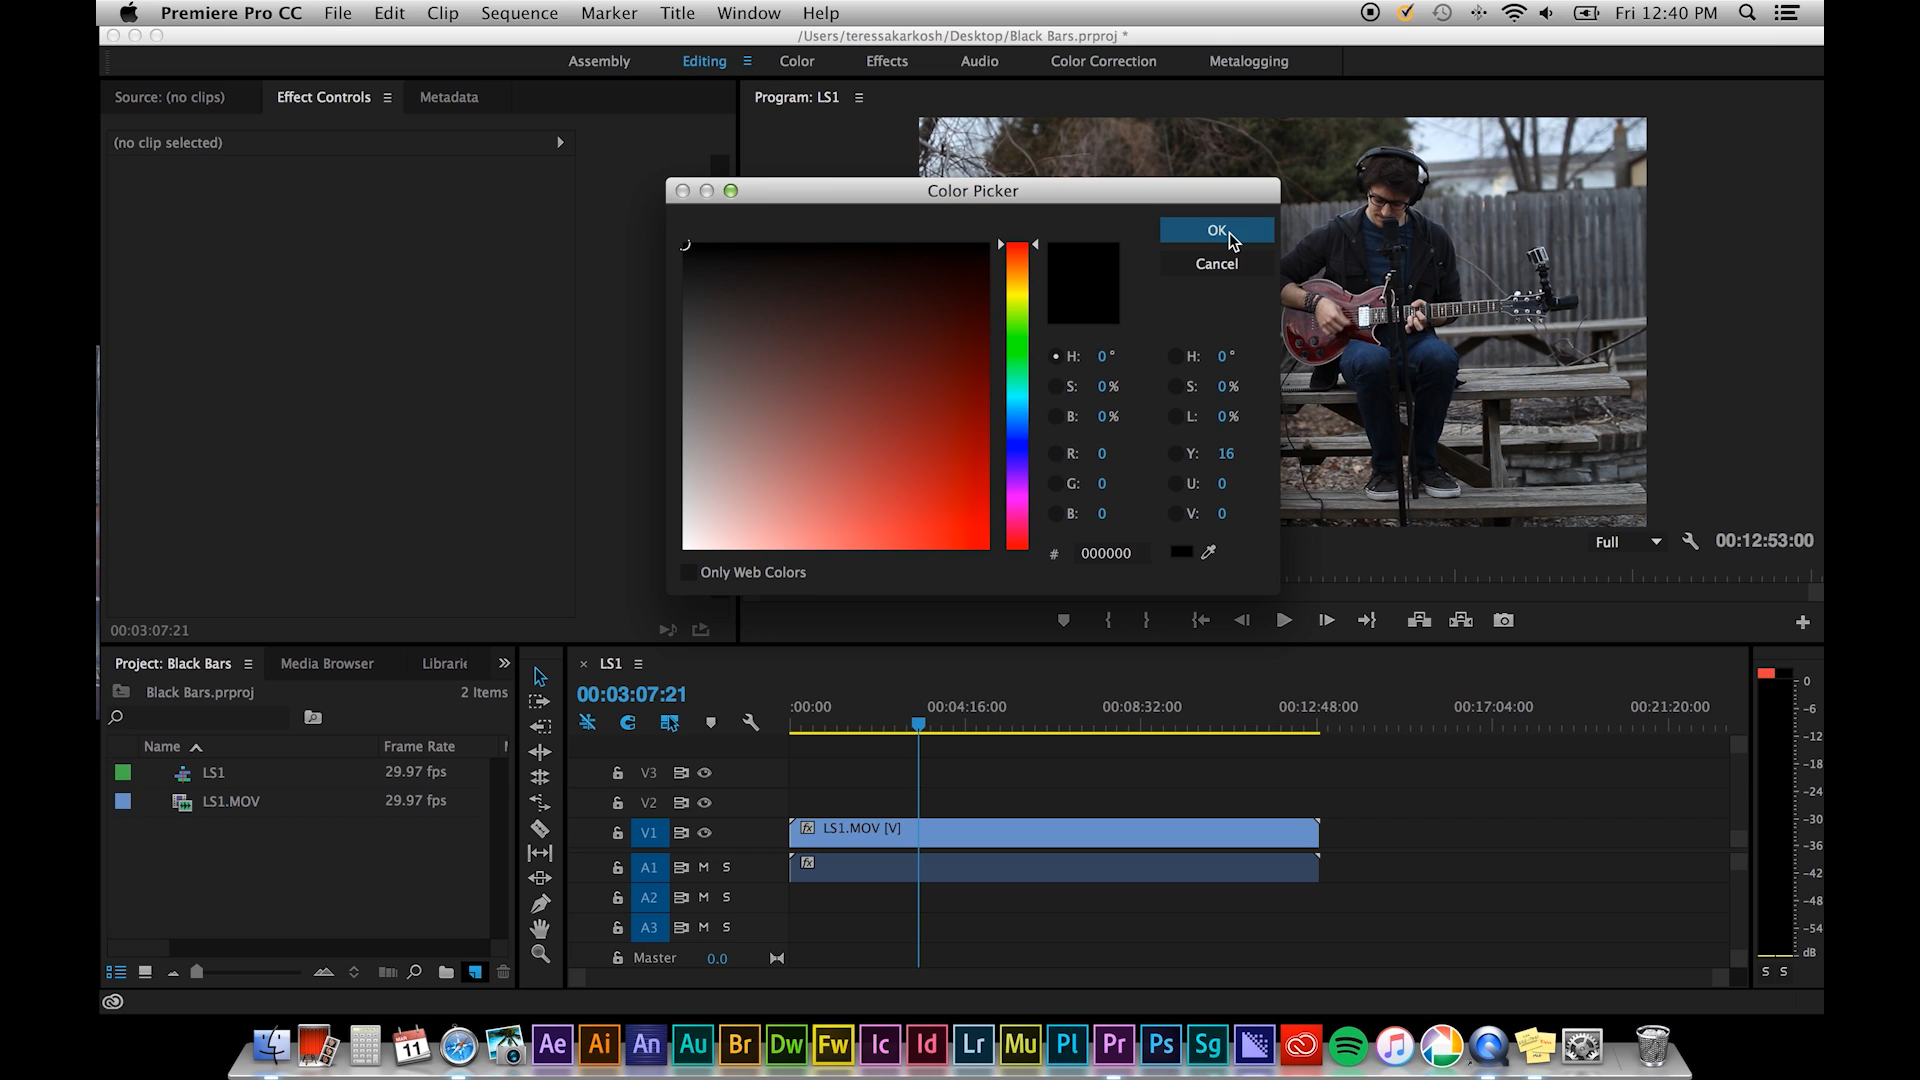 Premiere Pro CC File Edit Clip Sequence Marker Title Window Help Fri 12:40 PM
/Users/teressakarkosh/Desktop/Black Bars.prproj *
Assembly Editing Color Effects Audio Color Correction Metalogging
Source: (no clips) Effect Controls Metadata
Program: LS1
(no clip selected)
Color Picker
OK
Cancel
H: 0° H: 0°
S: 0% S: 0%
B: 0% L: 0%
R: 0 Y: 16
G: 0 U: 0
B: 0 V: 0
# 000000
Only Web Colors
Full 00:12:53:00
00:03:07:21
Project: Black Bars Media Browser Librarie
Black Bars.prproj 2 Items
Name Frame Rate
LS1 29.97 fps
LS1.MOV 29.97 fps
× LS1
00:03:07:21
:00:00 00:04:16:00 00:08:32:00 00:12:48:00 00:17:04:00 00:21:20:00
V3
V2
V1 fx LS1.MOV [V]
A1 M S fx
A2 M S
A3 M S
Master 0.0
0
-6
-12
-18
-24
-30
-36
-42
-48
-54
dB
S S
MAR 11 Ae Ai An Au Br Dw Fw Ic Id Lr Mu Pl Pr Ps Sg